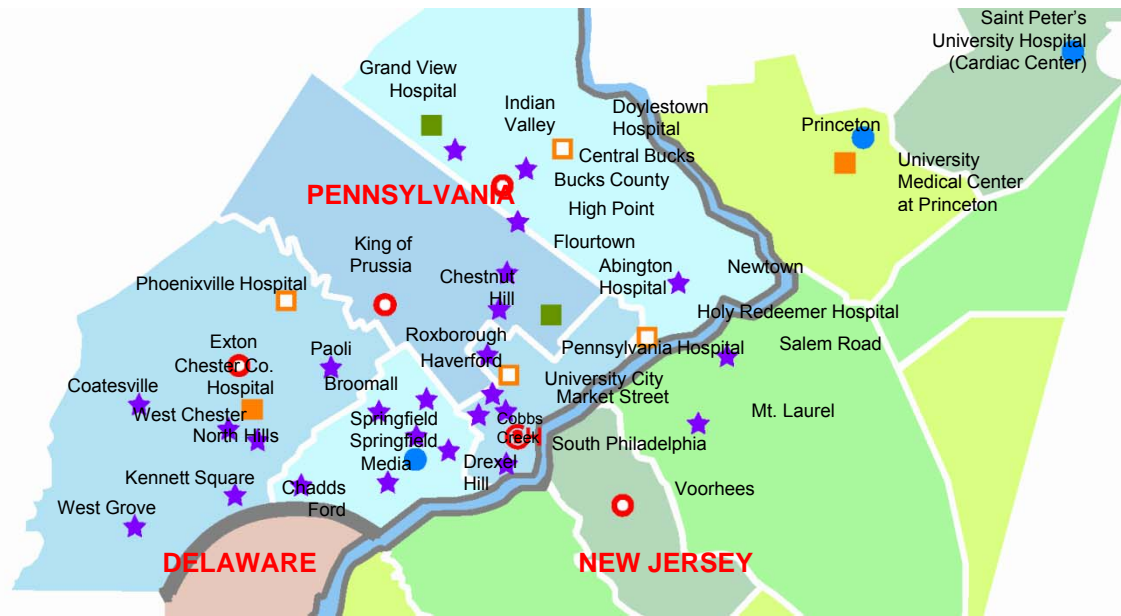 Saint Peter's
University Hospital
(Cardiac Center)
Grand View
Hospital
Indian
Valley
Doylestown
Hospital
Princeton
Central Bucks
University
Medical Center
at Princeton
Bucks County
PENNSYLVANIA
High Point
King of
Prussia
Flourtown
Abington
Hospital
Newtown
Phoenixville Hospital
Chestnut
Hill
Holy Redeemer Hospital
Roxborough
Haverford
Pennsylvania Hospital
Salem Road
Exton
Chester Co.
Hospital
Paoli
Broomall
University City
Market Street
Coatesville
West Chester
North Hills
Springfield
Springfield
Media
Cobbs
Creek
Mt. Laurel
South Philadelphia
Drexel
Hill
Kennett Square
Chadds
Ford
Voorhees
West Grove
DELAWARE
NEW JERSEY